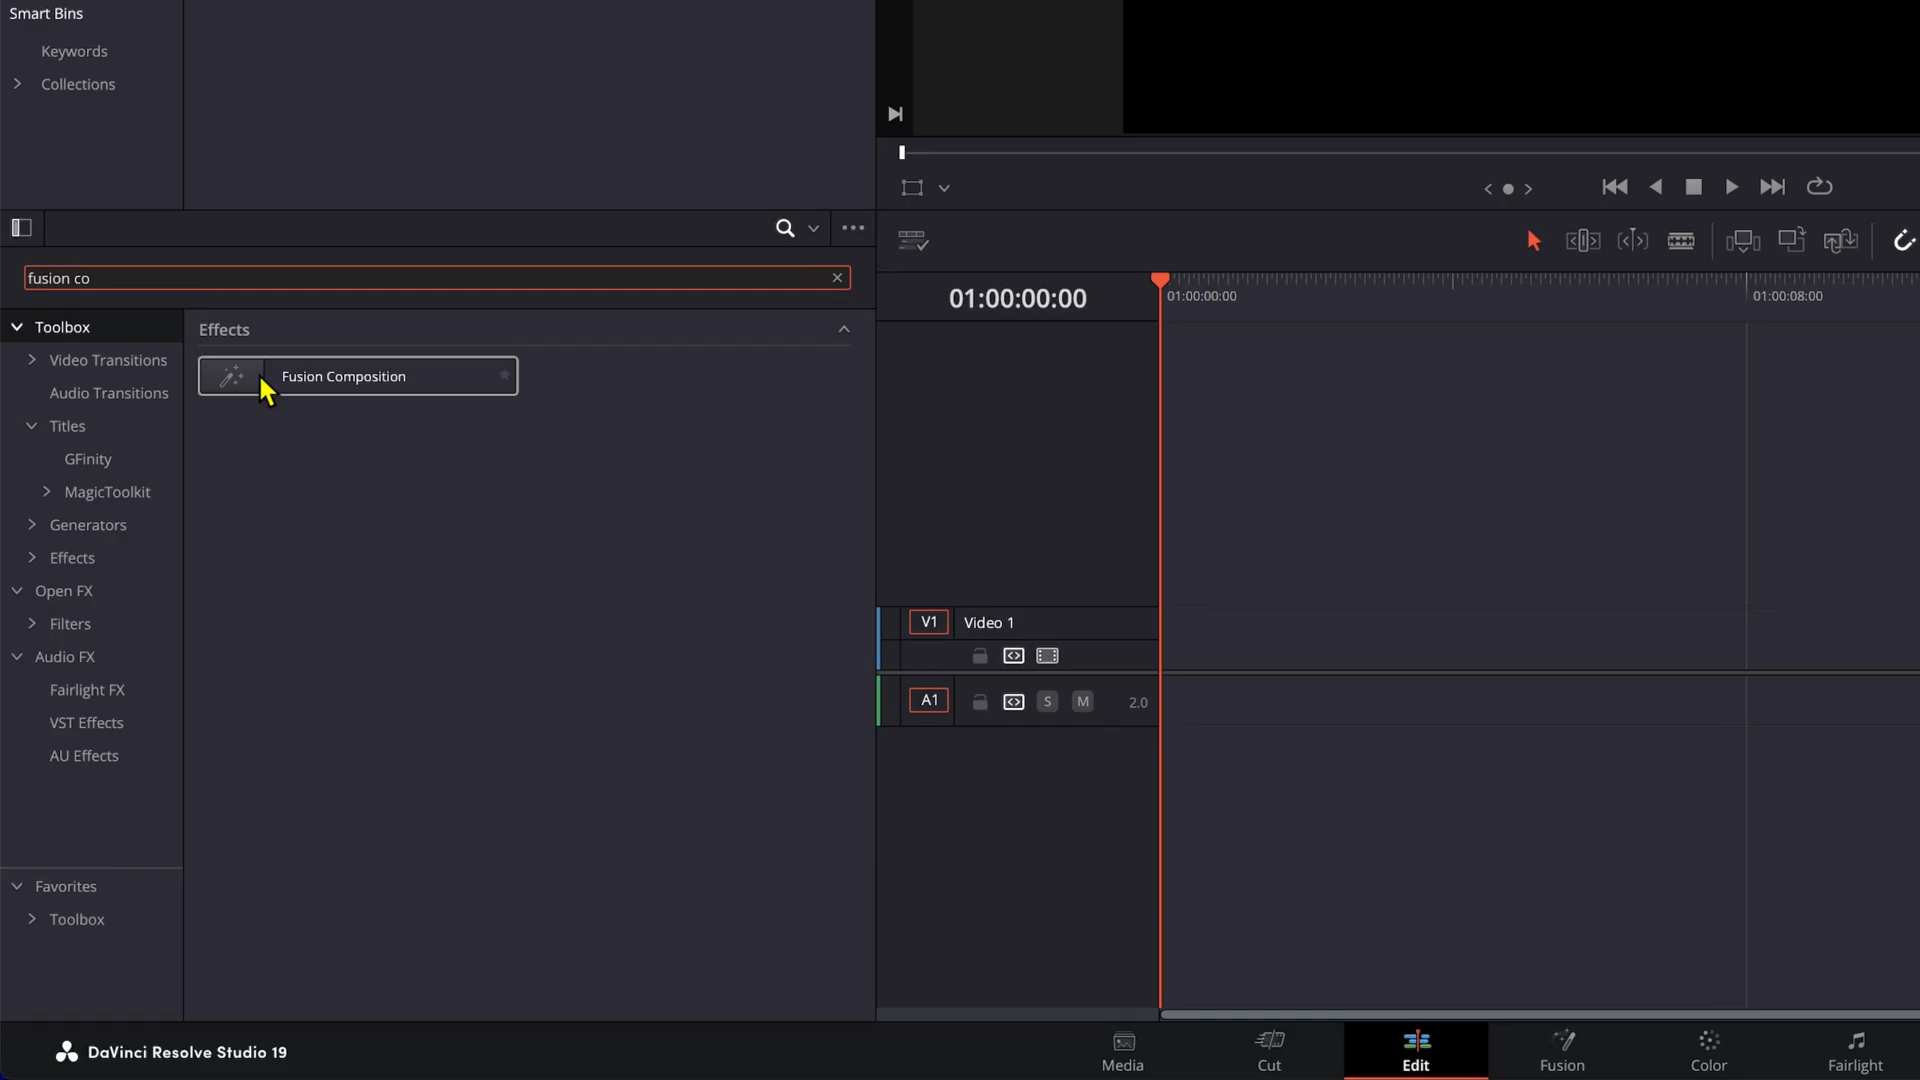 Smart Bins
Keywords
Collections
fusion co
Toolbox
Video Transitions
Audio Transitions
Titles
GFinity
MagicToolkit
Generators
Effects
Open FX
Filters
Audio FX
Fairlight FX
VST Effects
AU Effects
Favorites
Toolbox
Effects
Fusion Composition
01:00:00:00
01:00:00:00
01:00:08:00
V1
Video 1
A1
S
M
2.0
DaVinci Resolve Studio 19
Media
Cut
Edit
Fusion
Color
Fairlight